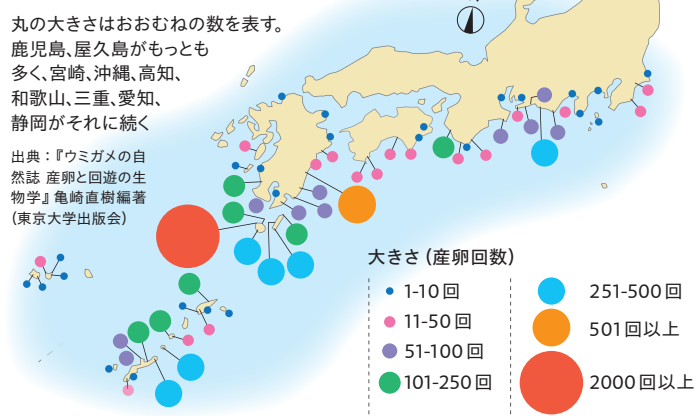 丸の大きさはおおむねの数を表す。
鹿児島、屋久島がもっとも
多く、宮崎、沖縄、高知、
和歌山、三重、愛知、
静岡がそれに続く
出典：『ウミガメの自
然誌 産卵と回遊の生
物学』亀崎直樹編著
（東京大学出版会）
大きさ（産卵回数）
1-10回
11-50回
51-100回
101-250回
251-500回
501回以上
2000回以上